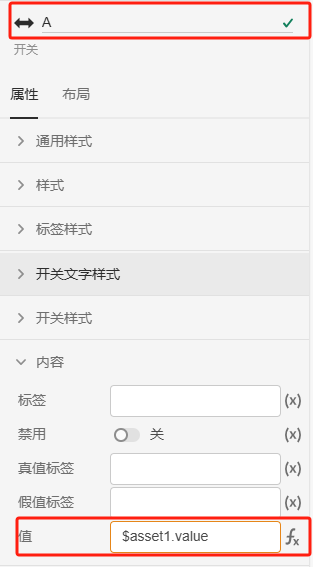 A
开关
属性 布局
通用样式
样式
标签样式
开关文字样式
开关样式
内容
标签 (x)
禁用 关 (x)
真值标签 (x)
假值标签 (x)
值 $asset1.value fx